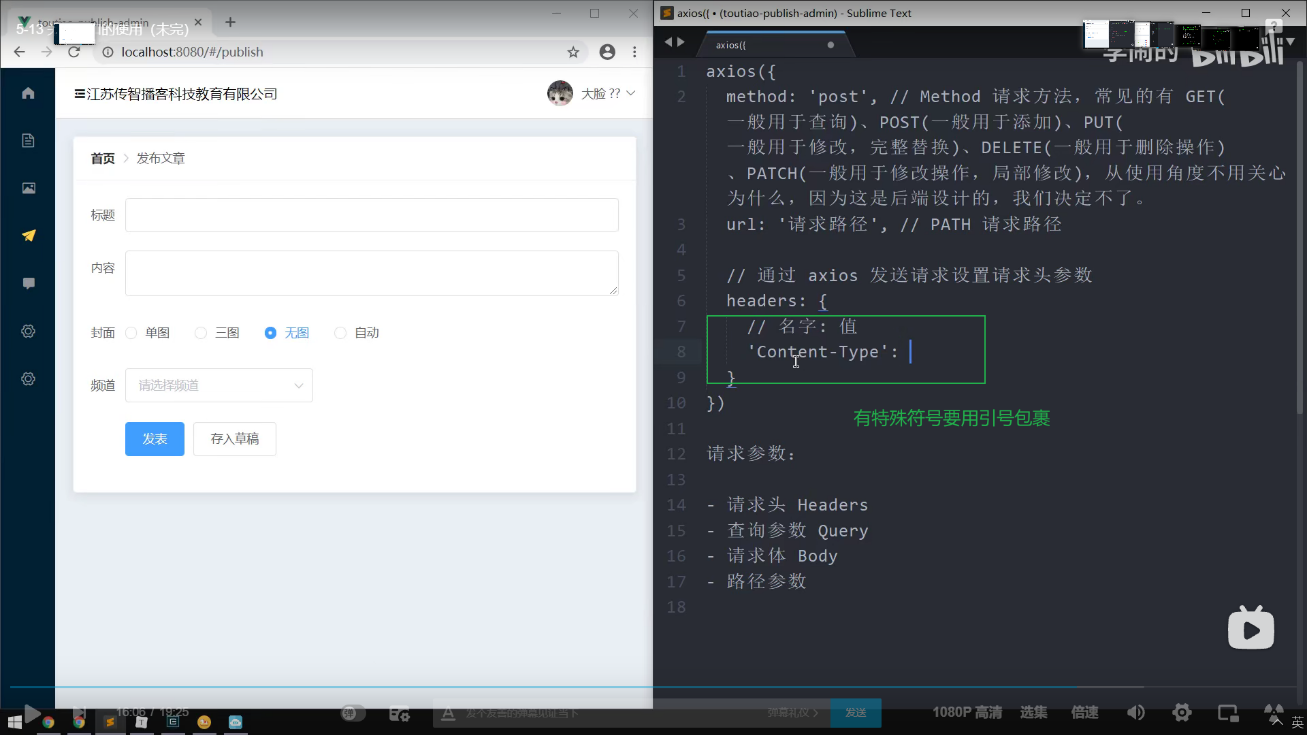 toutiao-publish-admin
5-13
的使用（未完）
localhost:8080/#/publish
江苏传智播客科技教育有限公司
大脸 ??
首页 > 发布文章
标题
内容
封面 单图 三图 无图 自动
频道 请选择频道
发表 存入草稿
axios({ • (toutiao-publish-admin) - Sublime Text
axios({
bilibili
1 axios({
2 method: 'post', // Method 请求方法，常见的有 GET(
一般用于查询)、POST(一般用于添加)、PUT(
一般用于修改，完整替换)、DELETE(一般用于删除操作)
、PATCH(一般用于修改操作，局部修改)，从使用角度不用关心
为什么，因为这是后端设计的，我们决定不了。
3 url: '请求路径', // PATH 请求路径
4
5 // 通过 axios 发送请求设置请求头参数
6 headers: {
7 // 名字: 值
8 'Content-Type':
9 }
10 })
有特殊符号要用引号包裹
11
12 请求参数:
13
14 - 请求头 Headers
15 - 查询参数 Query
16 - 请求体 Body
17 - 路径参数
18
16:06 / 19:25
发个友善的弹幕见证当下
弹幕礼仪 >
发送
1080P 高清 选集 倍速
英